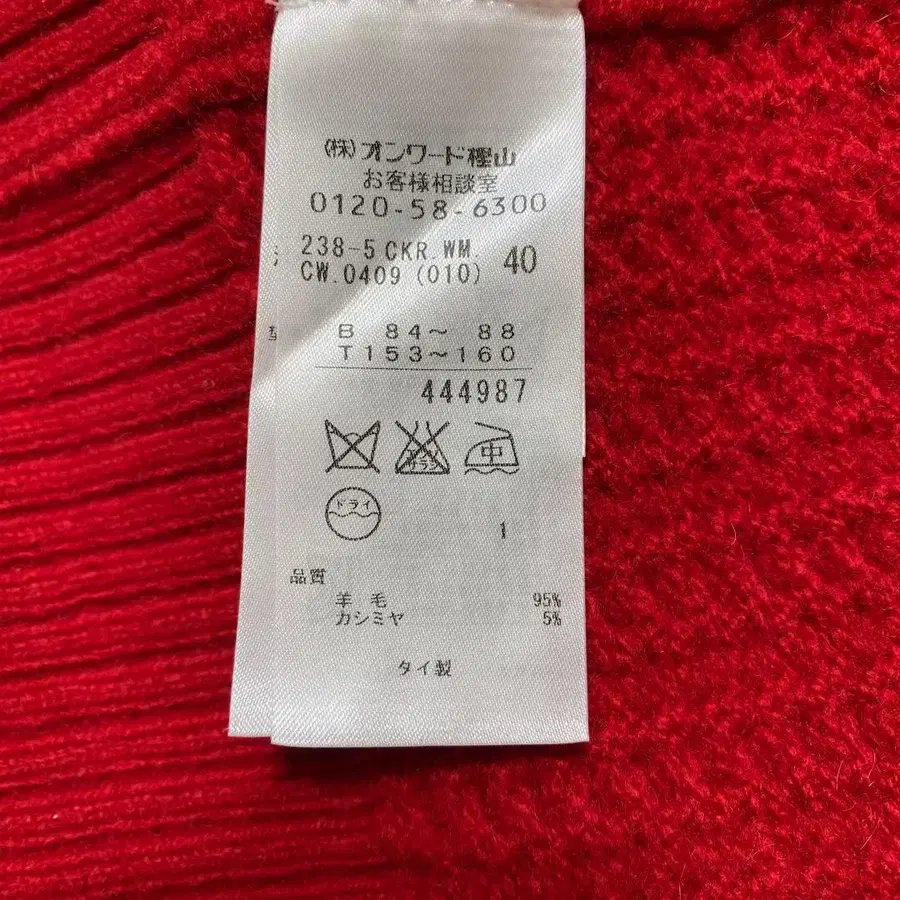 (株)オンワード樫山
お客様相談室
0120-58-6300
238-5 CKR.WM.
CW.0409 (010) 40
B 84～ 88
T153～160
444987
中
ドライ
1
品質
羊毛 95%
カシミヤ 5%
タイ製